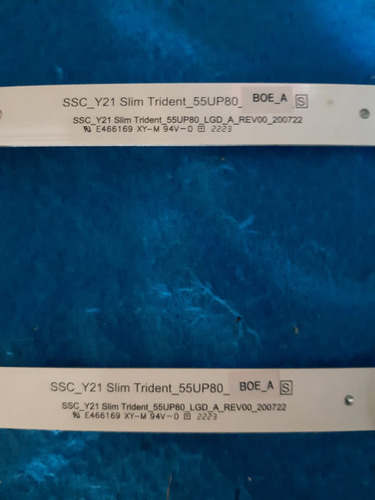 SSC_Y21 Slim Trident_55UP80_ BOE_A S
SSC_Y21 Slim Trident_55UP80_LGD_A_REV00_200722
E466169 XY-M 94V-0 2223
SSC_Y21 Slim Trident_55UP80_ BOE_A S
SSC_Y21 Slim Trident_55UP80_LGD_A_REV00_200722
E466169 XY-M 94V-0 2223